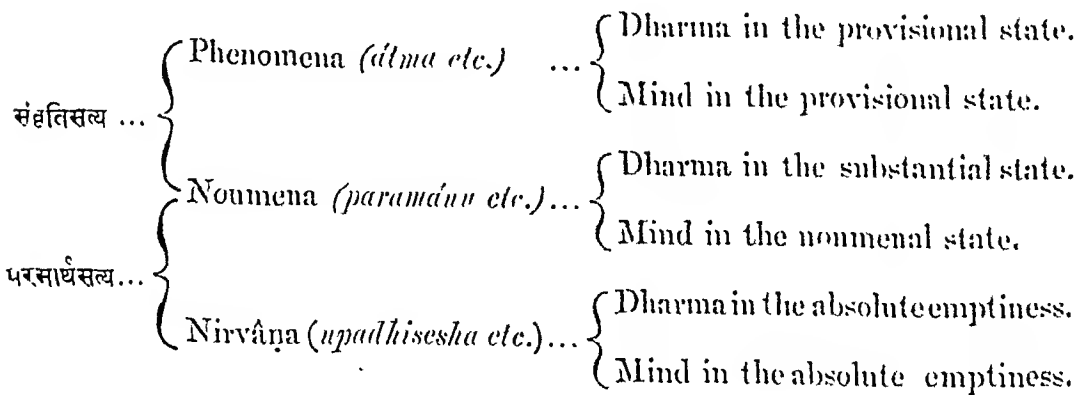 Dharma in the provisional state.
Phenomena (átma etc.) ...
Mind in the provisional state.
संवृतिसत्य ...
Dharma in the substantial state.
Noumena (paramánu etc.) ...
Mind in the noumenal state.
परमार्थसत्य...
Dharma in the absolute emptiness.
Nirvâṇa (upadhisesha etc.) ...
Mind in the absolute emptiness.